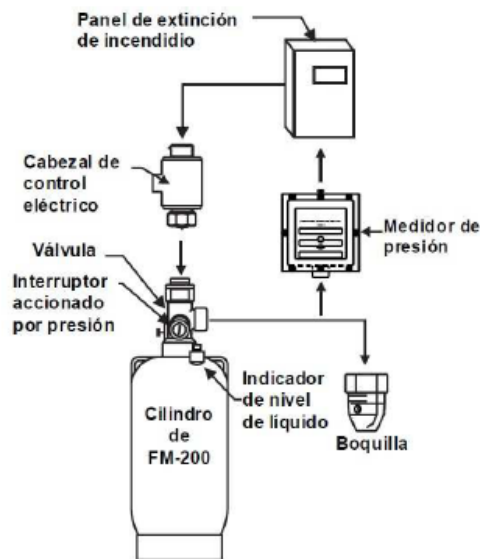 Panel de extinción
de incendidio
Cabezal de
control
eléctrico
Medidor de
presión
Válvula
Interruptor
accionado
por presión
Indicador
de nivel
de líquido
Cilindro
de
FM-200
Boquilla